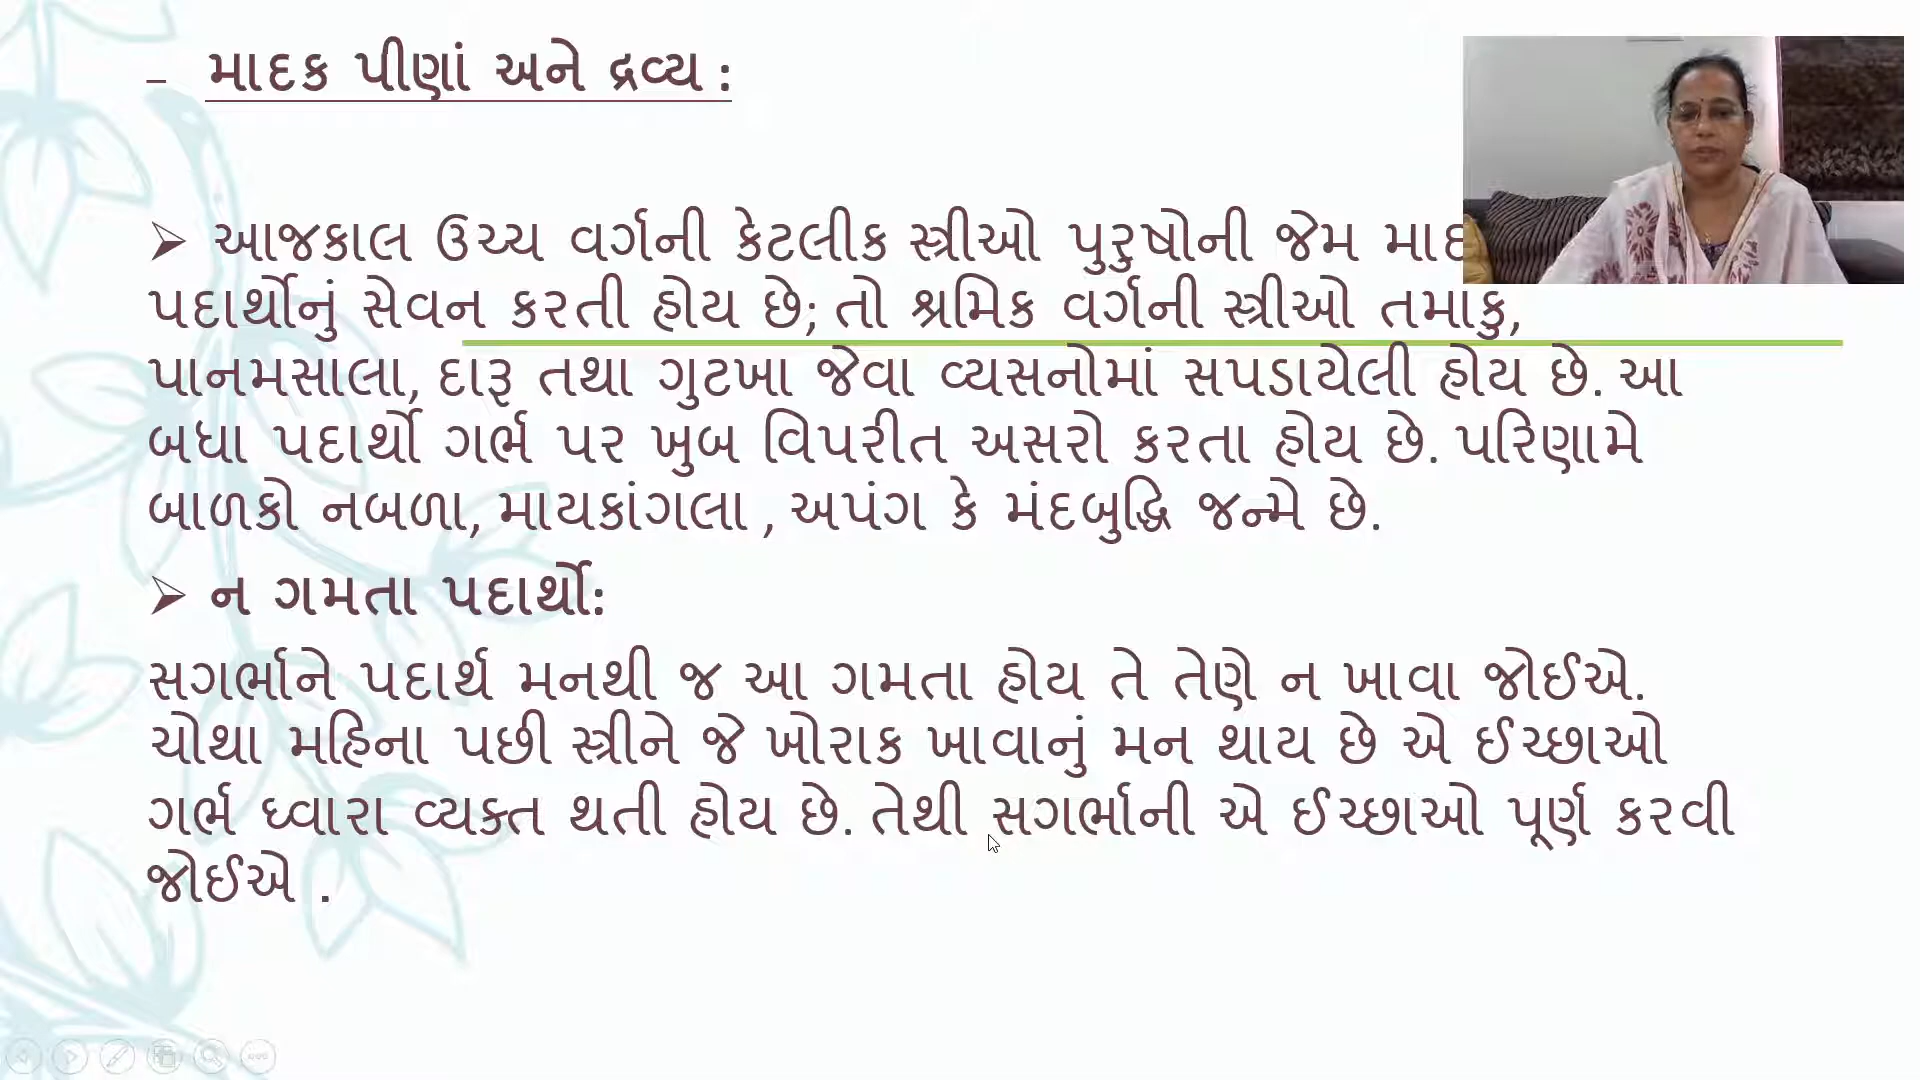 – માદક પીણાં અને દ્રવ્ય :
➢ આજકાલ ઉચ્ચ વર્ગની કેટલીક સ્ત્રીઓ પુરુષોની જેમ
પદાર્થોનું સેવન કરતી હોય છે; તો શ્રમિક વર્ગની સ્ત્રીઓ તમાકુ,
પાનમસાલા, દારૂ તથા ગુટખા જેવા વ્યસનોમાં સપડાયેલી હોય છે. આ
બધા પદાર્થો ગર્ભ પર ખુબ વિપરીત અસરો કરતા હોય છે. પરિણામે
બાળકો નબળા, માયકાંગલા , અપંગ કે મંદબુદ્ધિ જન્મે છે.
➢ ન ગમતા પદાર્થો:
સગર્ભાને પદાર્થ મનથી જ આ ગમતા હોય તે તેણે ન ખાવા જોઈએ.
ચોથા મહિના પછી સ્ત્રીને જે ખોરાક ખાવાનું મન થાય છે એ ઈચ્છાઓ
ગર્ભ ધ્વારા વ્યક્ત થતી હોય છે. તેથી સગર્ભાની એ ઈચ્છાઓ પૂર્ણ કરવી
જોઈએ .